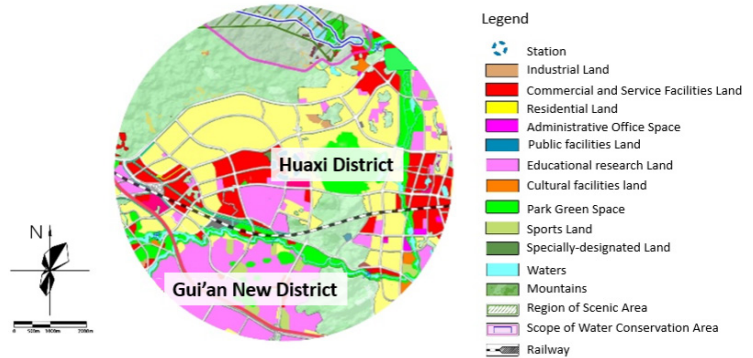 Legend
Station
Industrial Land
Commercial and Service Facilities Land
Residential Land
Administrative Office Space
Public facilities Land
Educational research Land
Cultural facilities land
Park Green Space
Sports Land
Specially-designated Land
Waters
Mountains
Region of Scenic Area
Scope of Water Conservation Area
Railway
Huaxi District
Gui'an New District
N
0